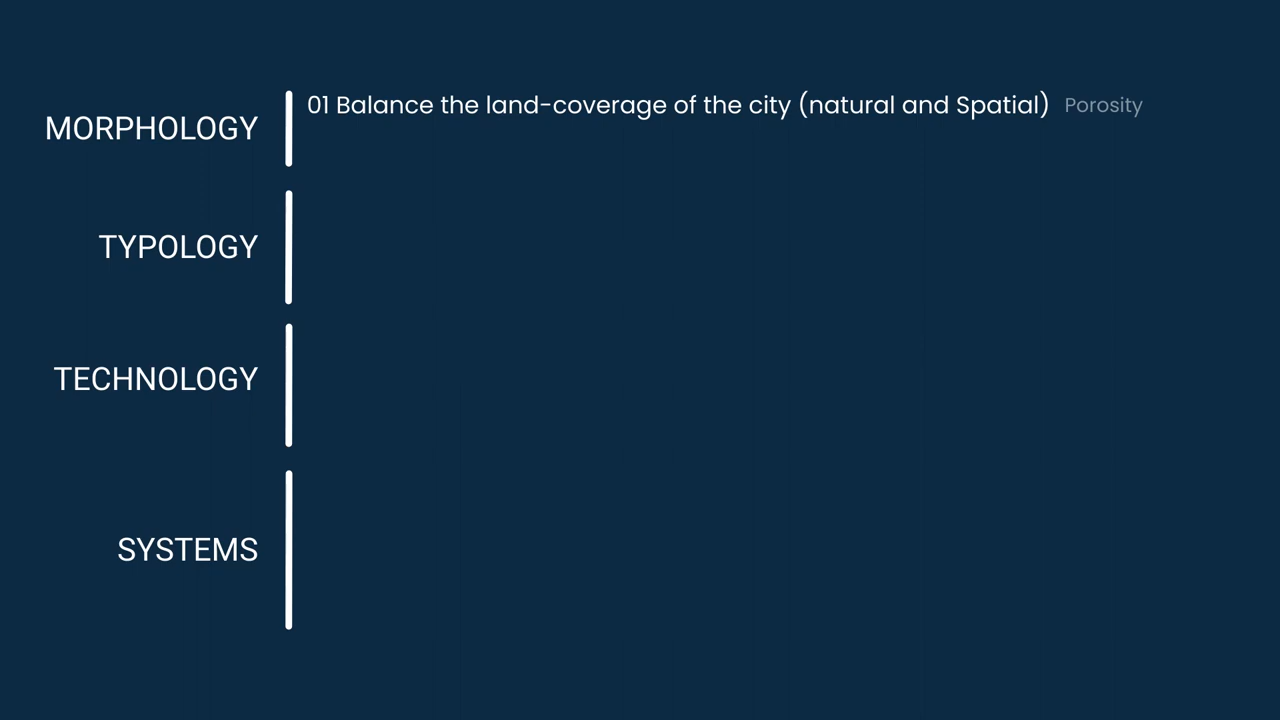 MORPHOLOGY
01 Balance the land-coverage of the city (natural and Spatial) Porosity
TYPOLOGY
TECHNOLOGY
SYSTEMS